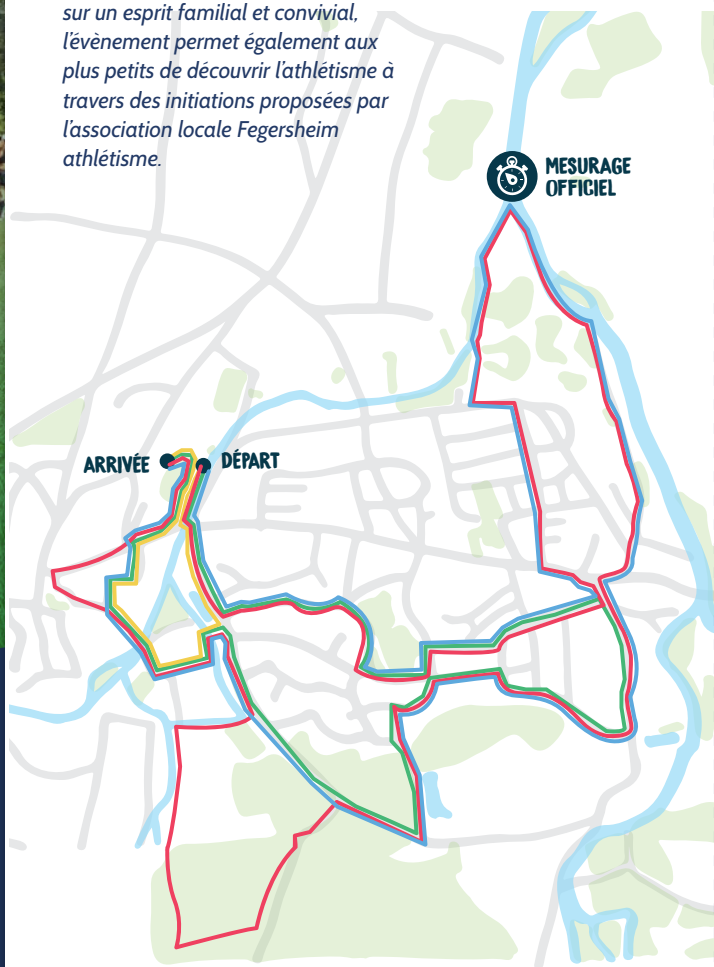 sur un esprit familial et convivial,
l'évènement permet également aux
plus petits de découvrir l'athlétisme à
travers des initiations proposées par
l'association locale Fegersheim
athlétisme.
MESURAGE
OFFICIEL
ARRIVÉE
DÉPART